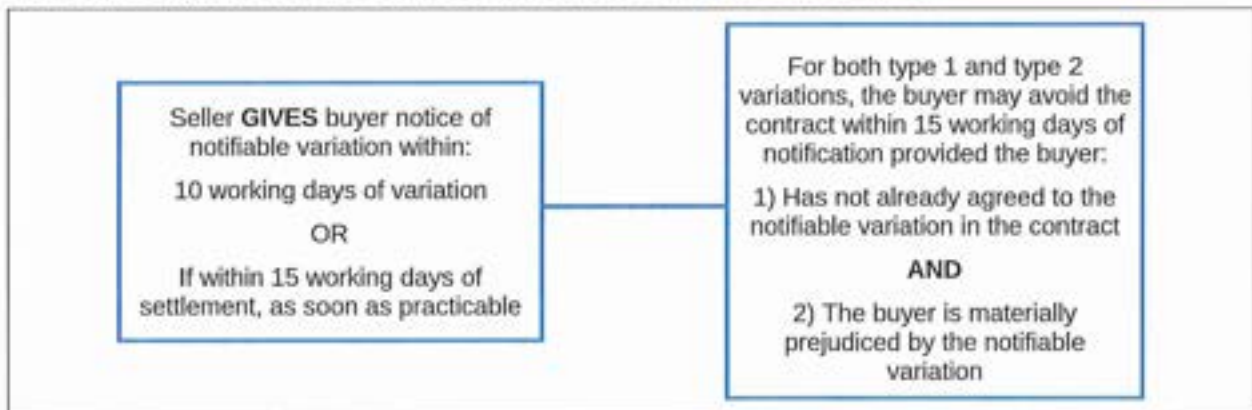 Seller GIVES buyer notice of
notifiable variation within:
10 working days of variation
OR
If within 15 working days of
settlement, as soon as practicable
For both type 1 and type 2
variations, the buyer may avoid the
contract within 15 working days of
notification provided the buyer:
1) Has not already agreed to the
notifiable variation in the contract
AND
2) The buyer is materially
prejudiced by the notifiable
variation